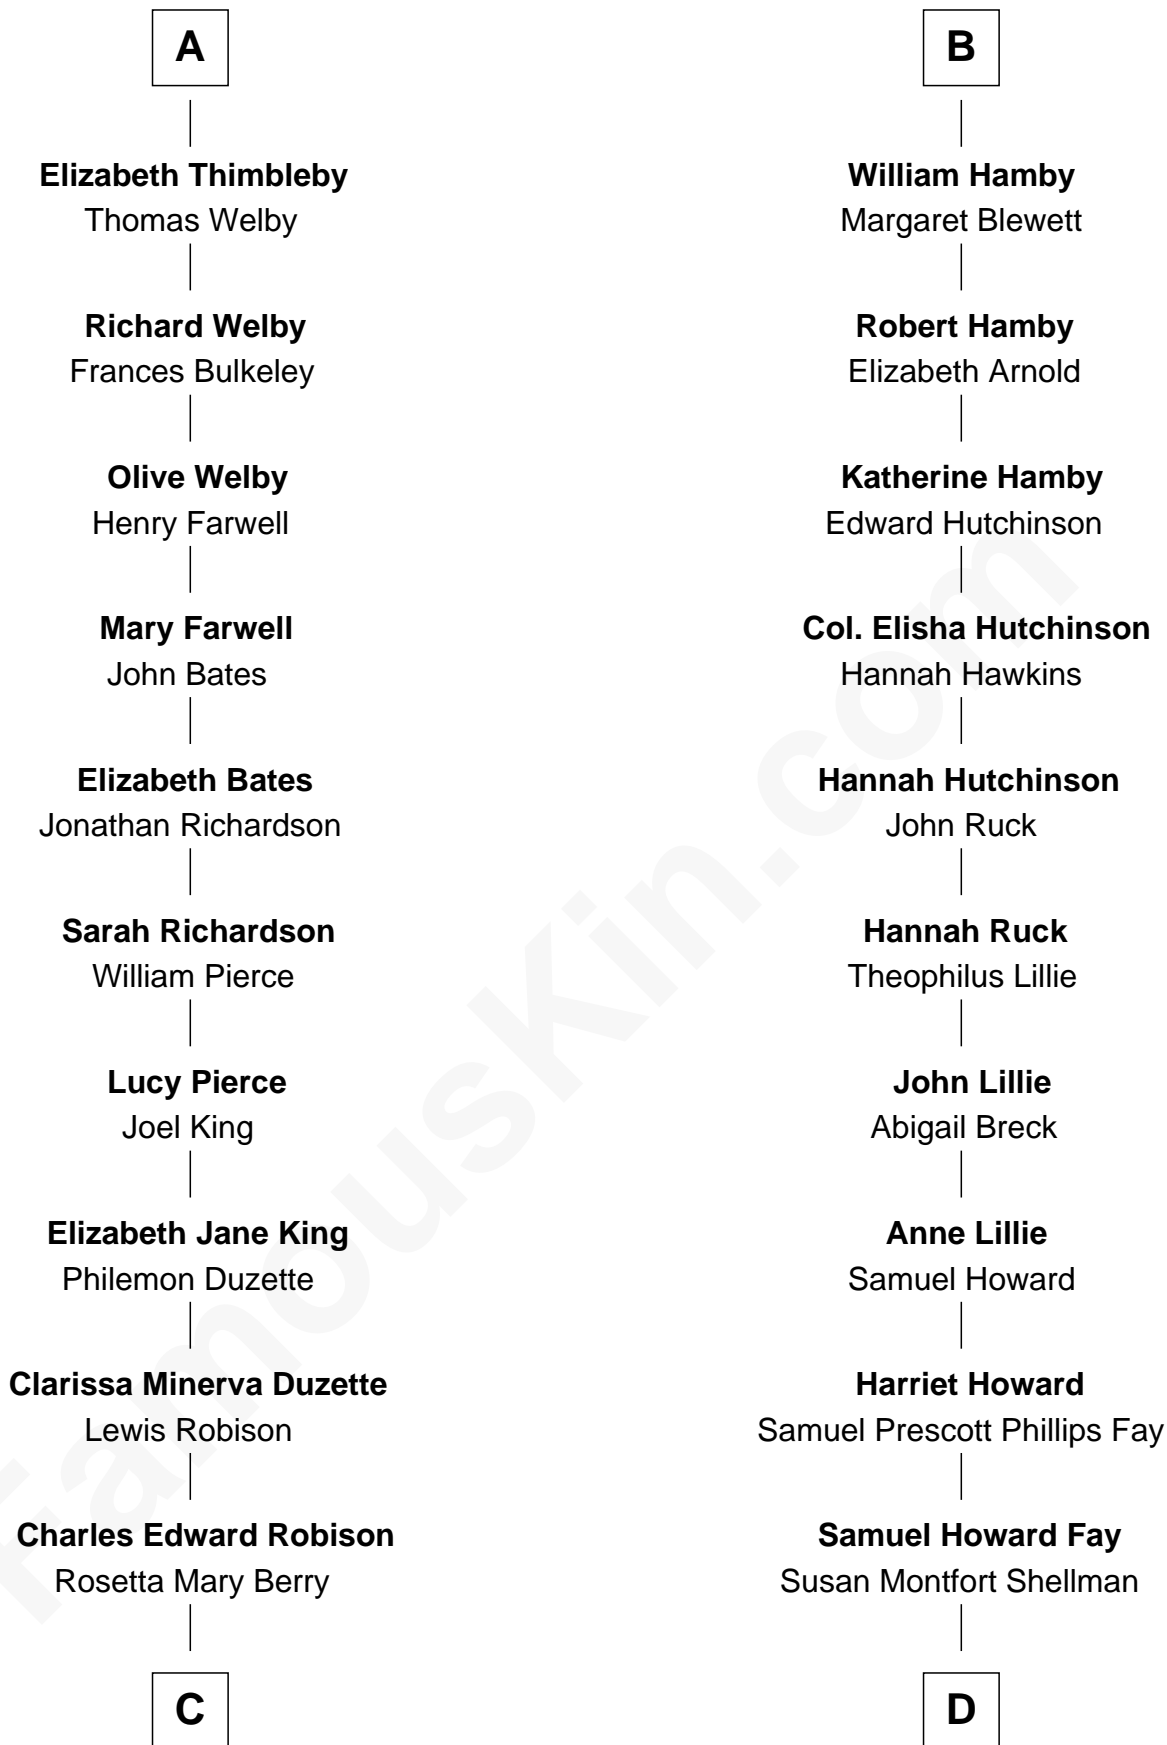 A
Elizabeth Thimbleby
Thomas Welby
Richard Welby
Frances Bulkeley
Olive Welby
Henry Farwell
Mary Farwell
John Bates
Elizabeth Bates
Jonathan Richardson
Sarah Richardson
William Pierce
Lucy Pierce
Joel King
Elizabeth Jane King
Philemon Duzette
Clarissa Minerva Duzette
Lewis Robison
Charles Edward Robison
Rosetta Mary Berry
C
B
William Hamby
Margaret Blewett
Robert Hamby
Elizabeth Arnold
Katherine Hamby
Edward Hutchinson
Col. Elisha Hutchinson
Hannah Hawkins
Hannah Hutchinson
John Ruck
Hannah Ruck
Theophilus Lillie
John Lillie
Abigail Breck
Anne Lillie
Samuel Howard
Harriet Howard
Samuel Prescott Phillips Fay
Samuel Howard Fay
Susan Montfort Shellman
D
FamousKin.com